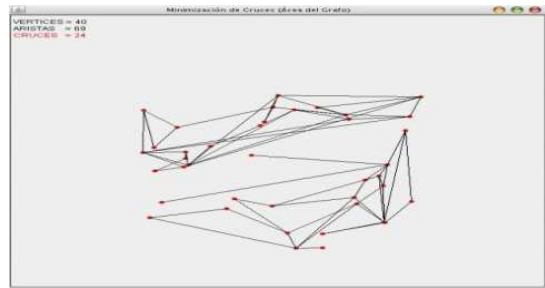 Minimización de Cruces (Área del Grafo)
VERTICES = 40
ARISTAS = 69
CRUCES = 24